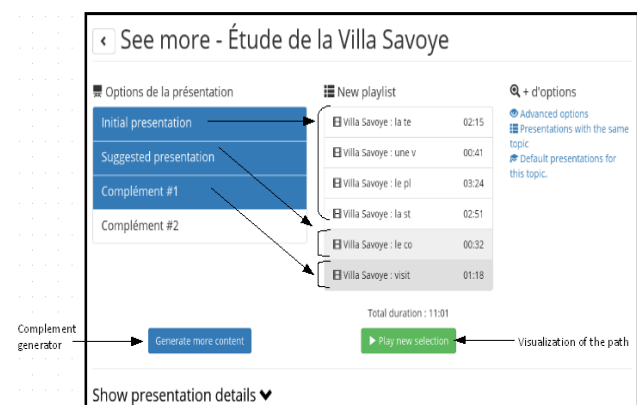 See more - Étude de la Villa Savoye
Options de la présentation
Initial presentation
Suggested presentation
Complément #1
Complément #2
New playlist
Villa Savoye : la te 02:15
Villa Savoye : une v 00:41
Villa Savoye : le pl 03:24
Villa Savoye : la st 02:51
Villa Savoye : le co 00:32
Villa Savoye : visit 01:18
Total duration : 11:01
+ d'options
Advanced options
Presentations with the same
topic
Default presentations for
this topic.
Complement
generator
Generate more content
Play new selection
Visualization of the path
Show presentation details